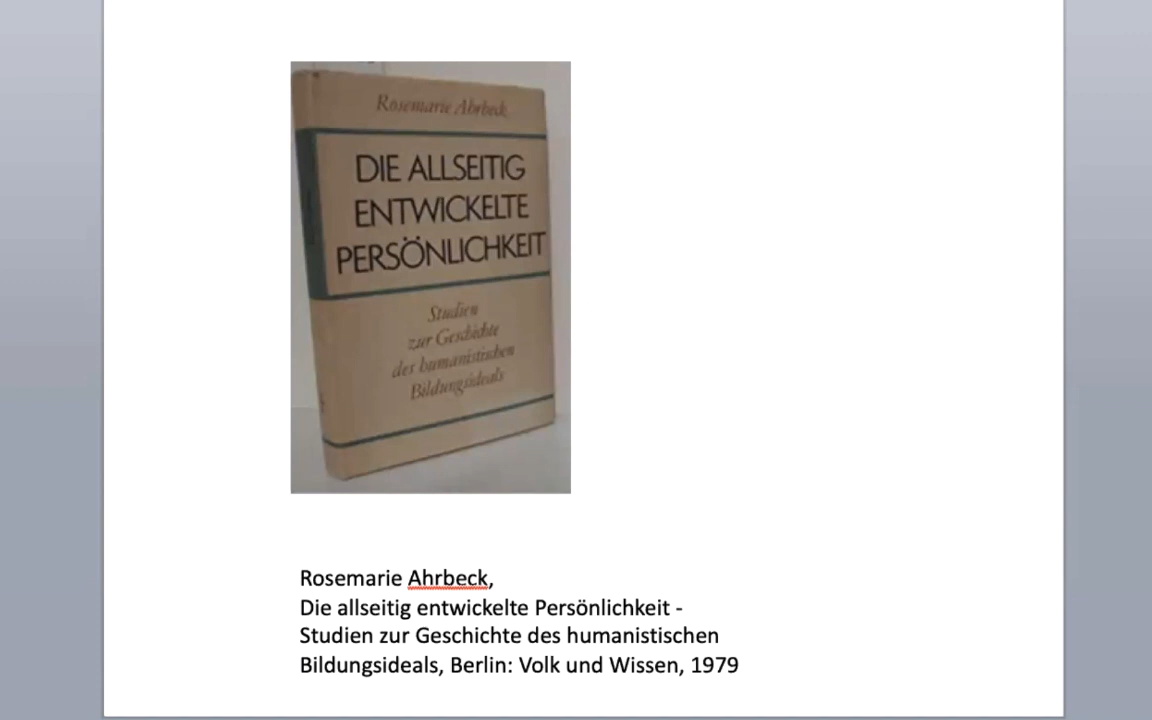 Rosemarie Ahrbeck
DIE ALLSEITIG
ENTWICKELTE
PERSÖNLICHKEIT
Studien
zur Geschichte
des humanistischen
Bildungsideals
Rosemarie Ahrbeck,
Die allseitig entwickelte Persönlichkeit -
Studien zur Geschichte des humanistischen
Bildungsideals, Berlin: Volk und Wissen, 1979